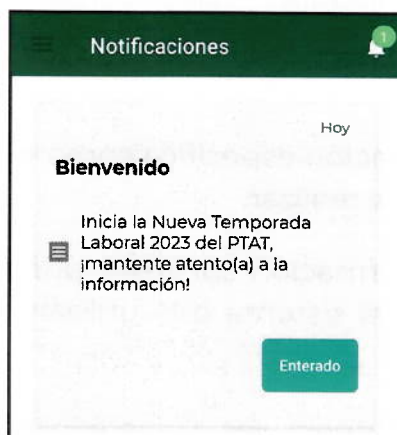 Notificaciones
1
Hoy
Bienvenido
Inicia la Nueva Temporada
Laboral 2023 del PTAT,
¡mantente atento(a) a la
información!
Enterado